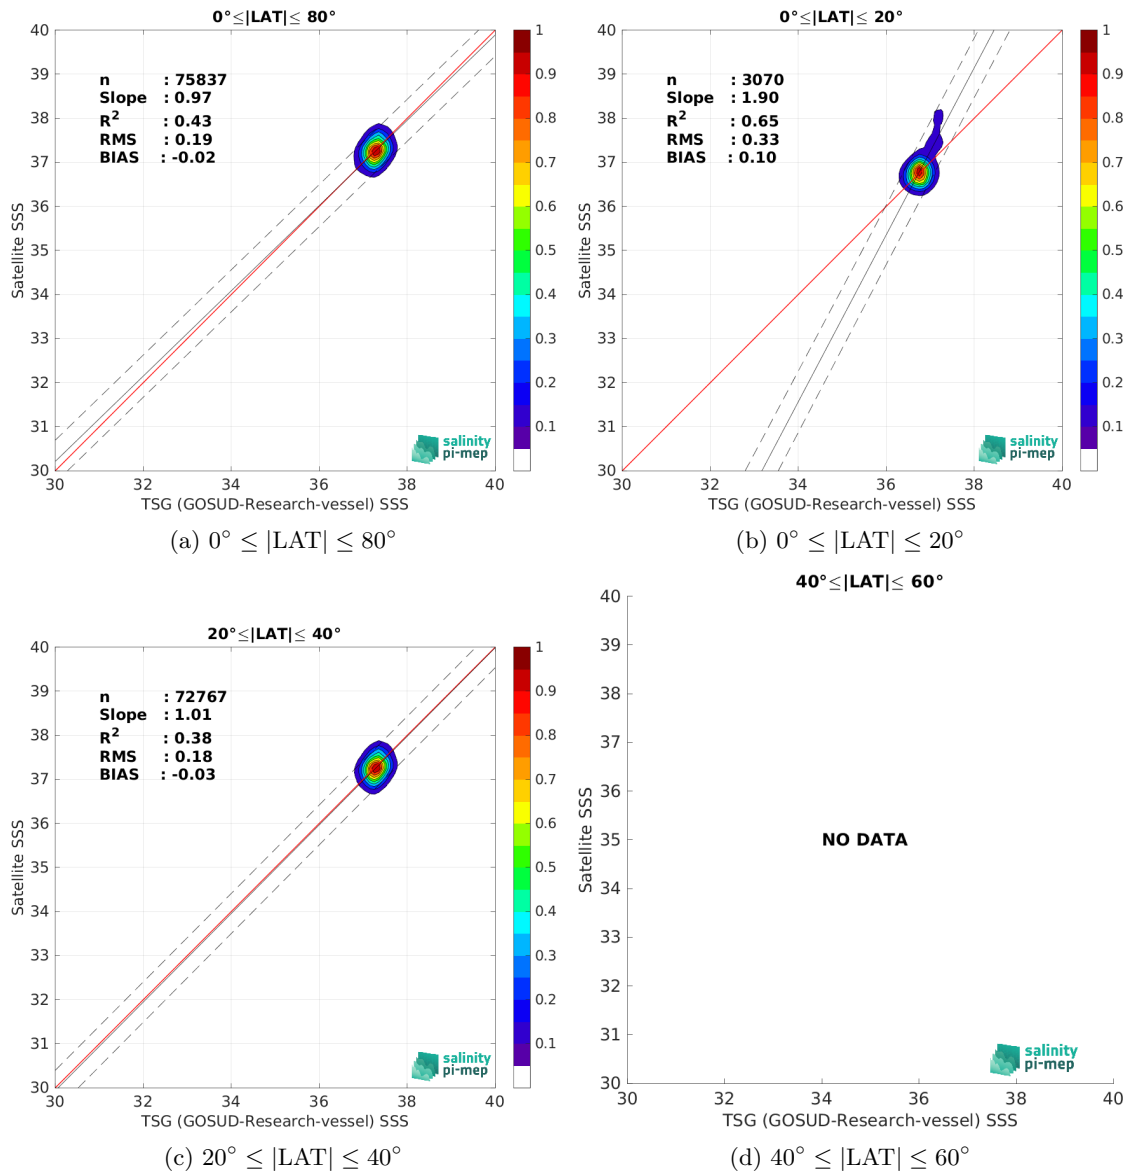 0°≤|LAT|≤ 80°
40
39
38
37
36
35
34
33
32
31
30
Satellite SSS
n : 75837
Slope : 0.97
R² : 0.43
RMS : 0.19
BIAS : -0.02
salinity
pi-mep
30 32 34 36 38 40
TSG (GOSUD-Research-vessel) SSS
1
0.9
0.8
0.7
0.6
0.5
0.4
0.3
0.2
0.1
(a) 0° ≤ |LAT| ≤ 80°
0°≤|LAT|≤ 20°
40
39
38
37
36
35
34
33
32
31
30
Satellite SSS
n : 3070
Slope : 1.90
R² : 0.65
RMS : 0.33
BIAS : 0.10
salinity
pi-mep
30 32 34 36 38 40
TSG (GOSUD-Research-vessel) SSS
1
0.9
0.8
0.7
0.6
0.5
0.4
0.3
0.2
0.1
(b) 0° ≤ |LAT| ≤ 20°
20°≤|LAT|≤ 40°
40
39
38
37
36
35
34
33
32
31
30
Satellite SSS
n : 72767
Slope : 1.01
R² : 0.38
RMS : 0.18
BIAS : -0.03
salinity
pi-mep
30 32 34 36 38 40
TSG (GOSUD-Research-vessel) SSS
1
0.9
0.8
0.7
0.6
0.5
0.4
0.3
0.2
0.1
(c) 20° ≤ |LAT| ≤ 40°
40°≤|LAT|≤ 60°
40
39
38
37
36
35
34
33
32
31
30
Satellite SSS
NO DATA
salinity
pi-mep
30 32 34 36 38 40
TSG (GOSUD-Research-vessel) SSS
(d) 40° ≤ |LAT| ≤ 60°